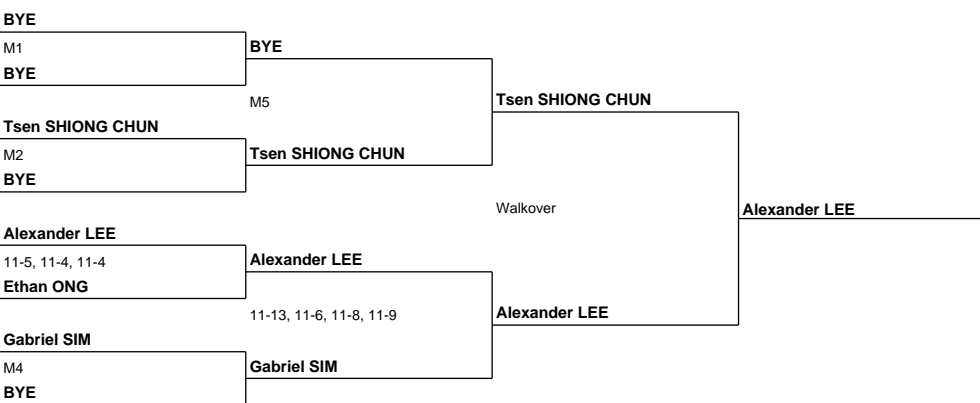 BYE
M1
BYE
BYE
M5
Tsen SHIONG CHUN
Tsen SHIONG CHUN
M2
Tsen SHIONG CHUN
BYE
Walkover
Alexander LEE
Alexander LEE
11-5, 11-4, 11-4
Alexander LEE
Ethan ONG
11-13, 11-6, 11-8, 11-9
Alexander LEE
Gabriel SIM
M4
Gabriel SIM
BYE